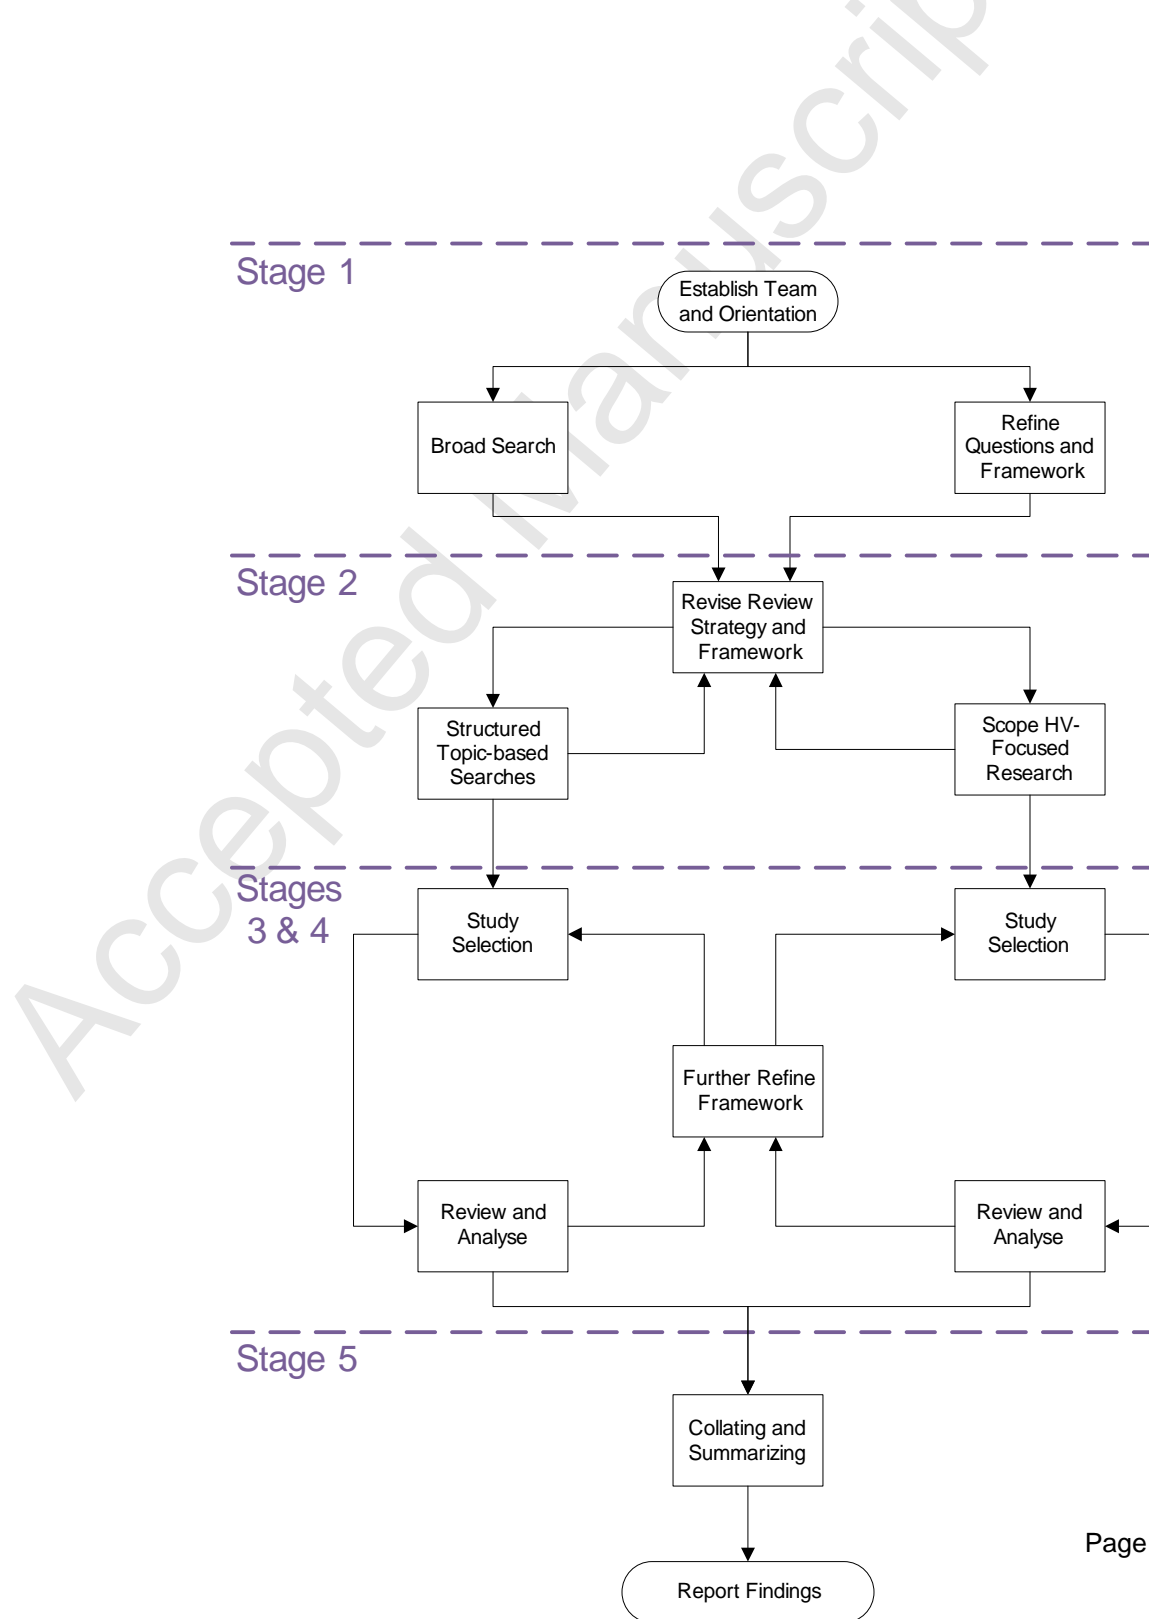 Accepted Manuscrip
Stage 1
Establish Team
and Orientation
Broad Search
Refine
Questions and
Framework
Stage 2
Revise Review
Strategy and
Framework
Structured
Topic-based
Searches
Scope HV-
Focused
Research
Stages
3 & 4
Study
Selection
Study
Selection
Further Refine
Framework
Review and
Analyse
Review and
Analyse
Stage 5
Collating and
Summarizing
Page
Report Findings